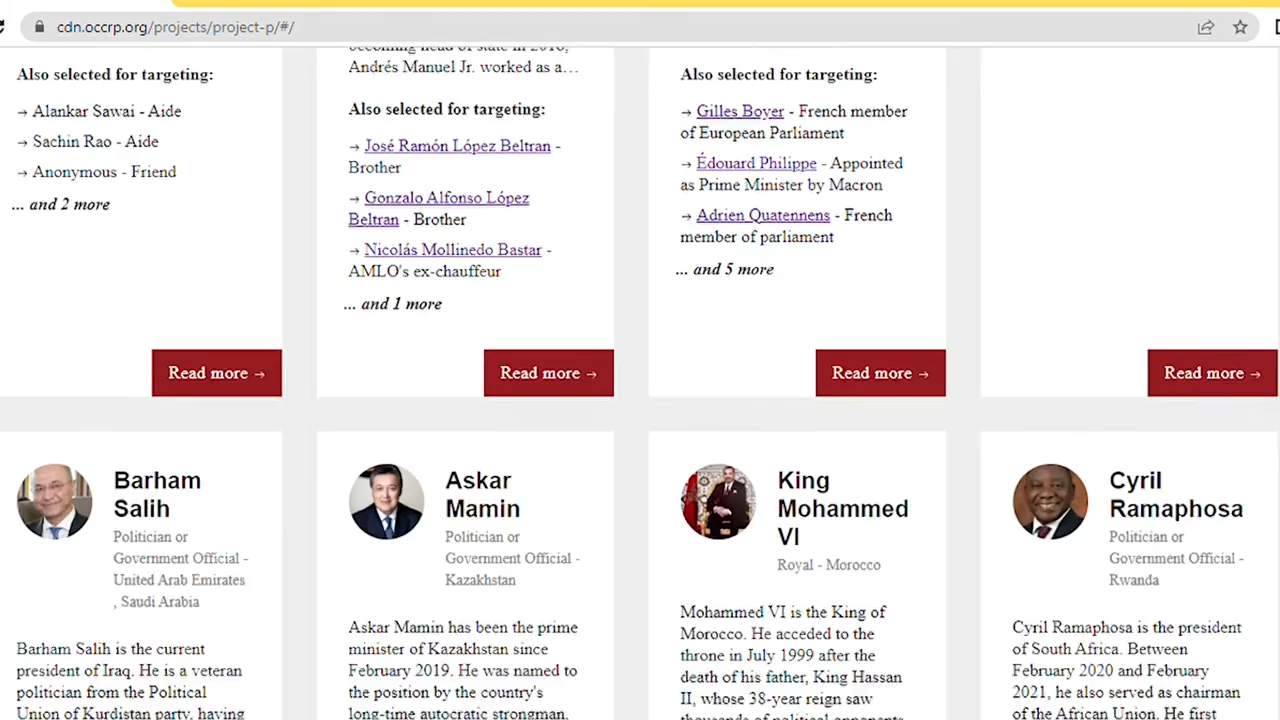 cdn.occrp.org/projects/project-p/#/
Also selected for targeting:
→ Alankar Sawai - Aide
→ Sachin Rao - Aide
→ Anonymous - Friend
... and 2 more
Read more →
becoming head of state in 2018,
Andrés Manuel Jr. worked as a…
Also selected for targeting:
→ José Ramón López Beltran -
Brother
→ Gonzalo Alfonso López
Beltran - Brother
→ Nicolás Mollinedo Bastar -
AMLO's ex-chauffeur
... and 1 more
Read more →
Also selected for targeting:
→ Gilles Boyer - French member
of European Parliament
→ Édouard Philippe - Appointed
as Prime Minister by Macron
→ Adrien Quatennens - French
member of parliament
... and 5 more
Read more →
Read more →
Barham
Salih
Politician or
Government Official -
United Arab Emirates
, Saudi Arabia
Barham Salih is the current
president of Iraq. He is a veteran
politician from the Political
Union of Kurdistan party, having
Askar
Mamin
Politician or
Government Official -
Kazakhstan
Askar Mamin has been the prime
minister of Kazakhstan since
February 2019. He was named to
the position by the country's
long-time autocratic strongman,
King
Mohammed
VI
Royal - Morocco
Mohammed VI is the King of
Morocco. He acceded to the
throne in July 1999 after the
death of his father, King Hassan
II, whose 38-year reign saw
thousands of political opponents
Cyril
Ramaphosa
Politician or
Government Official -
Rwanda
Cyril Ramaphosa is the president
of South Africa. Between
February 2020 and February
2021, he also served as chairman
of the African Union. He first